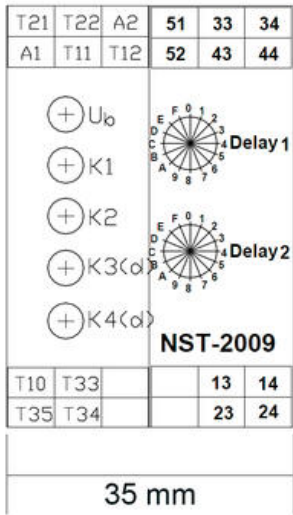 T21 T22 A2 51 33 34
A1 T11 T12 52 43 44
Ub
K1
K2
K3(d)
K4(d)
0 1 2 3 4 5 6 7 8 9 A B C D E F
Delay 1
0 1 2 3 4 5 6 7 8 9 A B C D E F
Delay 2
NST-2009
T10 T33 13 14
T35 T34 23 24
35 mm